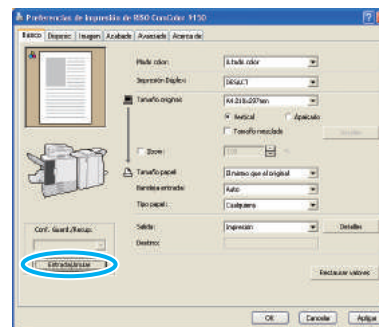 Preferencias de impresión de RISO ComColor 9150
Básico Disposic. Imagen Acabado Avanzado Acerca de
Modo color: A.todo color
Impresión Dúplex: DESACT
Tamaño original: A4 210x297mm
Vertical Apaisado
Tamaño mezclado
Zoom:
Tamaño papel: El mismo que el original
Bandeja entrada: Auto
Tipo papel: Cualquiera
Conf. Guard./Recup. Salida: Impresión Detalles
Destino:
Entrada/anular
Restaurar valores
OK Cancelar Aplicar